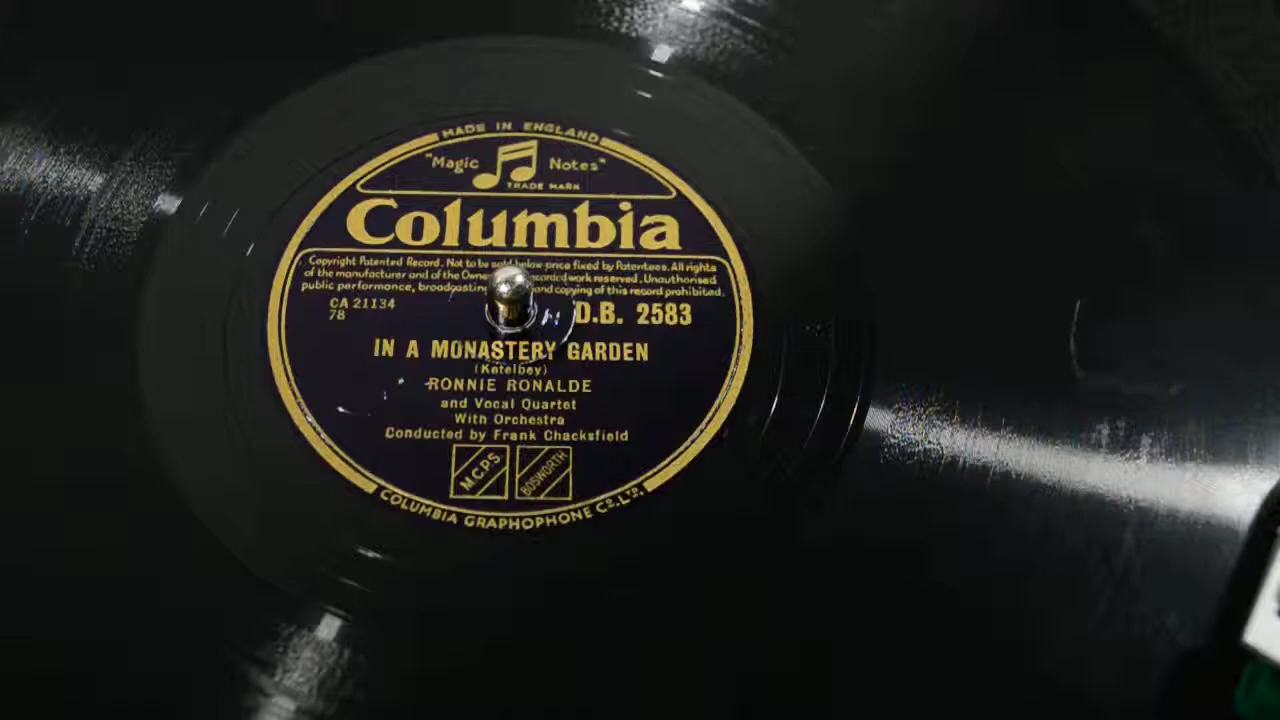 MADE IN ENGLAND
"Magic Notes"
TRADE MARK
Columbia
Copyright Patented Record. Not to be sold below price fixed by Patentees. All rights
of the manufacturer and of the Owner recorded work reserved. Unauthorised
public performance, broadcasting and copying of this record prohibited.
CA 21134
78
D.B. 2583
IN A MONASTERY GARDEN
(Ketelbey)
RONNIE RONALDE
and Vocal Quartet
With Orchestra
Conducted by Frank Chacksfield
M.C.P.S.
BOSWORTH
COLUMBIA GRAPHOPHONE Co. LTD.